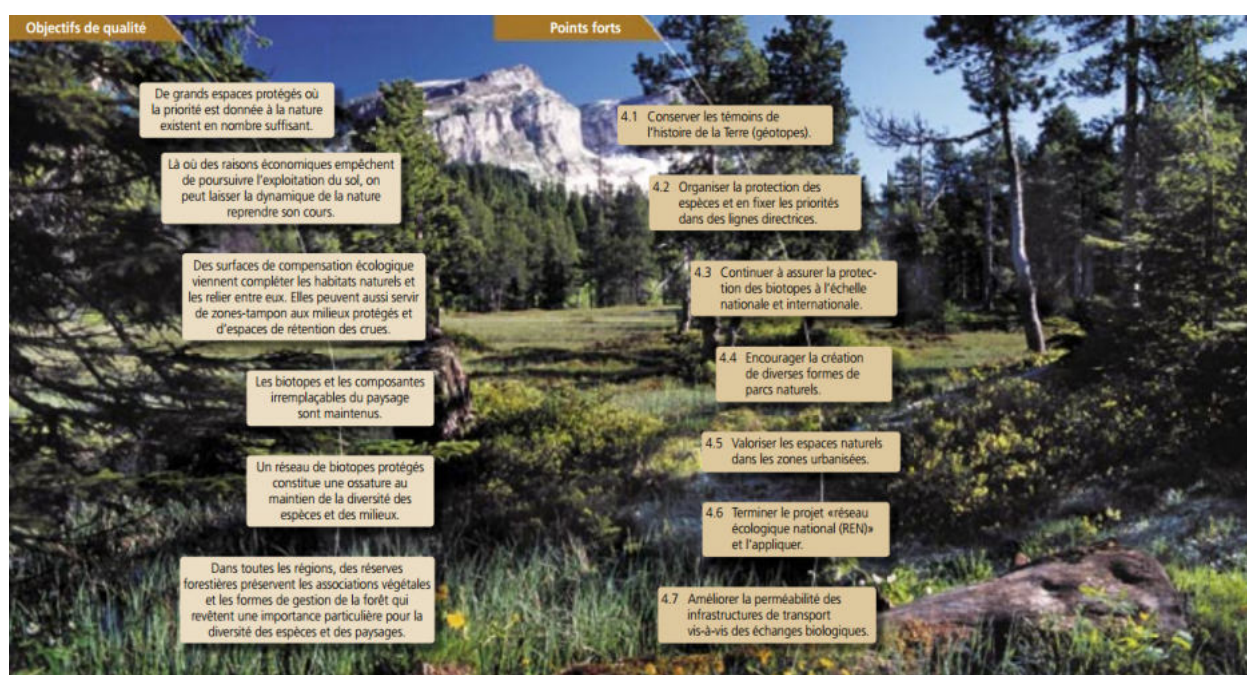 Objectifs de qualité
De grands espaces protégés où
la priorité est donnée à la nature
existent en nombre suffisant.
Là où des raisons économiques empêchent
de poursuivre l'exploitation du sol, on
peut laisser la dynamique de la nature
reprendre son cours.
Des surfaces de compensation écologique
viennent compléter les habitats naturels et
les relier entre eux. Elles peuvent aussi servir
de zones-tampon aux milieux protégés et
d'espaces de rétention des crues.
Les biotopes et les composantes
irremplaçables du paysage
sont maintenus.
Un réseau de biotopes protégés
constitue une ossature au
maintien de la diversité des
espèces et des milieux.
Dans toutes les régions, des réserves
forestières préservent les associations végétales
et les formes de gestion de la forêt qui
revêtent une importance particulière pour la
diversité des espèces et des paysages.
Points forts
4.1 Conserver les témoins de
l'histoire de la Terre (géotopes).
4.2 Organiser la protection des
espèces et en fixer les priorités
dans des lignes directrices.
4.3 Continuer à assurer la protec-
tion des biotopes à l'échelle
nationale et internationale.
4.4 Encourager la création
de diverses formes de
parcs naturels.
4.5 Valoriser les espaces naturels
dans les zones urbanisées.
4.6 Terminer le projet «réseau
écologique national (REN)»
et l'appliquer.
4.7 Améliorer la perméabilité des
infrastructures de transport
vis-à-vis des échanges biologiques.